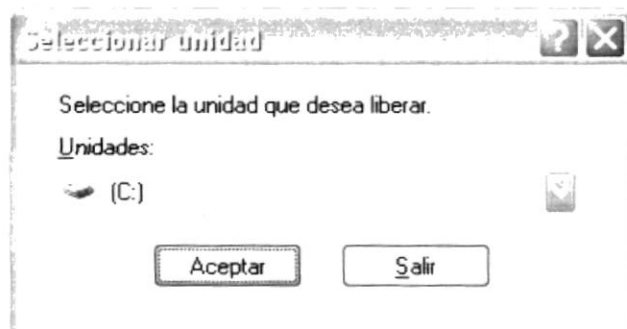 Seleccionar unidad
Seleccione la unidad que desea liberar.
Unidades:
(C:)
Aceptar
Salir